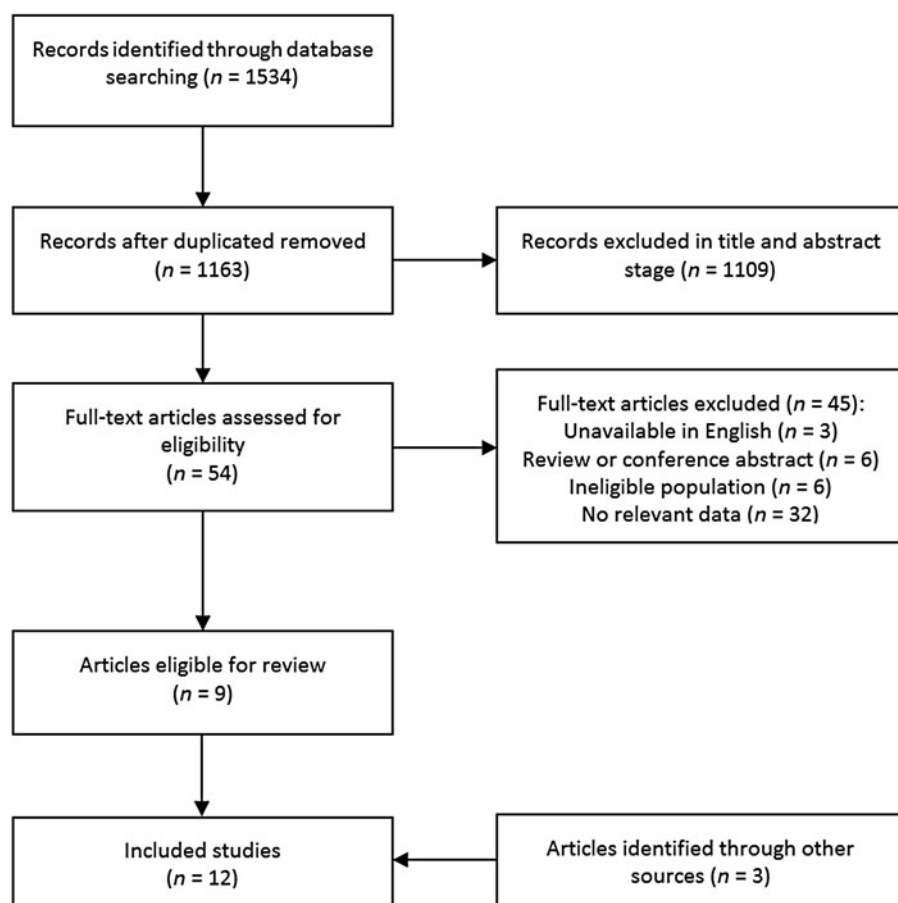 Records identified through database
searching (n = 1534)
Records after duplicated removed
(n = 1163)
Records excluded in title and abstract
stage (n = 1109)
Full-text articles assessed for
eligibility
(n = 54)
Full-text articles excluded (n = 45):
Unavailable in English (n = 3)
Review or conference abstract (n = 6)
Ineligible population (n = 6)
No relevant data (n = 32)
Articles eligible for review
(n = 9)
Included studies
(n = 12)
Articles identified through other
sources (n = 3)